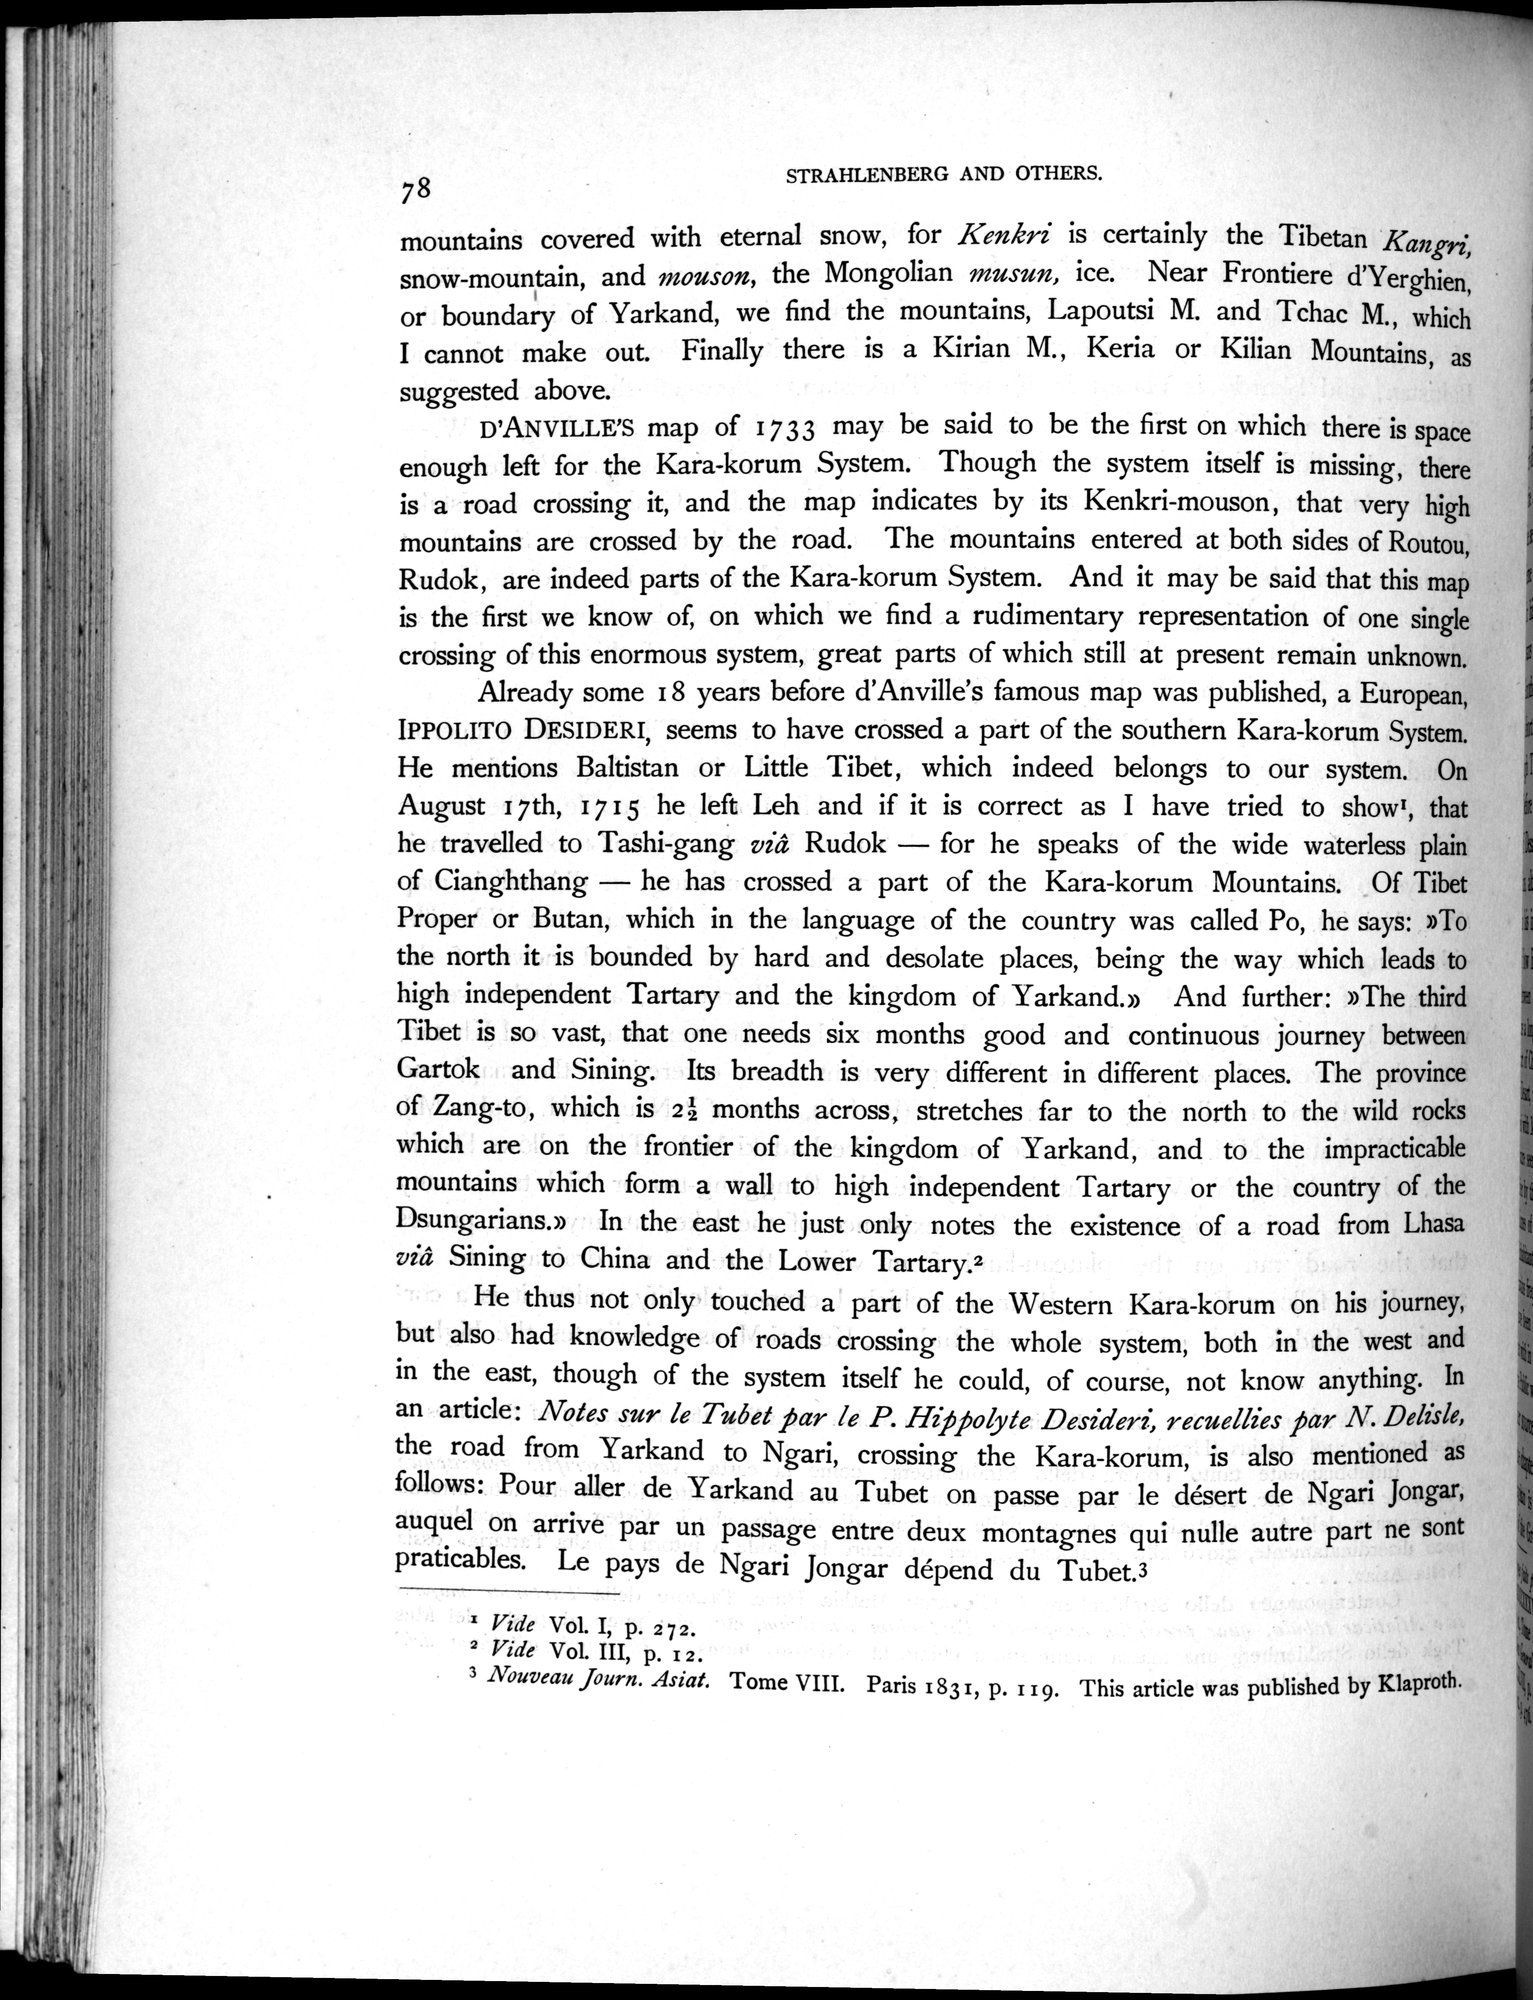 78
STRAHLENBERG AND OTHERS.
mountains covered with eternal snow, for Kenkri is certainly the Tibetan Kangri,
snow-mountain, and mouson, the Mongolian musun, ice. Near Frontiere d'Yerghien,
or boundary of Yarkand, we find the mountains, Lapoutsi M. and Tchac M., which
I cannot make out. Finally there is a Kirian M., Keria or Kilian Mountains, as
suggested above.
D'ANVILLE'S map of 1733 may be said to be the first on which there is space
enough left for the Kara-korum System. Though the system itself is missing, there
is a road crossing it, and the map indicates by its Kenkri-mouson, that very high
mountains are crossed by the road. The mountains entered at both sides of Routou,
Rudok, are indeed parts of the Kara-korum System. And it may be said that this map
is the first we know of, on which we find a rudimentary representation of one single
crossing of this enormous system, great parts of which still at present remain unknown.
Already some 18 years before d'Anville's famous map was published, a European,
IPPOLITO DESIDERI, seems to have crossed a part of the southern Kara-korum System.
He mentions Baltistan or Little Tibet, which indeed belongs to our system. On
August 17th, 1715 he left Leh and if it is correct as I have tried to show¹, that
he travelled to Tashi-gang viâ Rudok — for he speaks of the wide waterless plain
of Cianghthang — he has crossed a part of the Kara-korum Mountains. Of Tibet
Proper or Butan, which in the language of the country was called Po, he says: »To
the north it is bounded by hard and desolate places, being the way which leads to
high independent Tartary and the kingdom of Yarkand.» And further: »The third
Tibet is so vast, that one needs six months good and continuous journey between
Gartok and Sining. Its breadth is very different in different places. The province
of Zang-to, which is 2½ months across, stretches far to the north to the wild rocks
which are on the frontier of the kingdom of Yarkand, and to the impracticable
mountains which form a wall to high independent Tartary or the country of the
Dsungarians.» In the east he just only notes the existence of a road from Lhasa
viâ Sining to China and the Lower Tartary.²
He thus not only touched a part of the Western Kara-korum on his journey,
but also had knowledge of roads crossing the whole system, both in the west and
in the east, though of the system itself he could, of course, not know anything. In
an article: Notes sur le Tubet par le P. Hippolyte Desideri, recuellies par N. Delisle,
the road from Yarkand to Ngari, crossing the Kara-korum, is also mentioned as
follows: Pour aller de Yarkand au Tubet on passe par le désert de Ngari Jongar,
auquel on arrive par un passage entre deux montagnes qui nulle autre part ne sont
praticables. Le pays de Ngari Jongar dépend du Tubet.³
¹ Vide Vol. I, p. 272.
² Vide Vol. III, p. 12.
³ Nouveau Journ. Asiat. Tome VIII. Paris 1831, p. 119. This article was published by Klaproth.